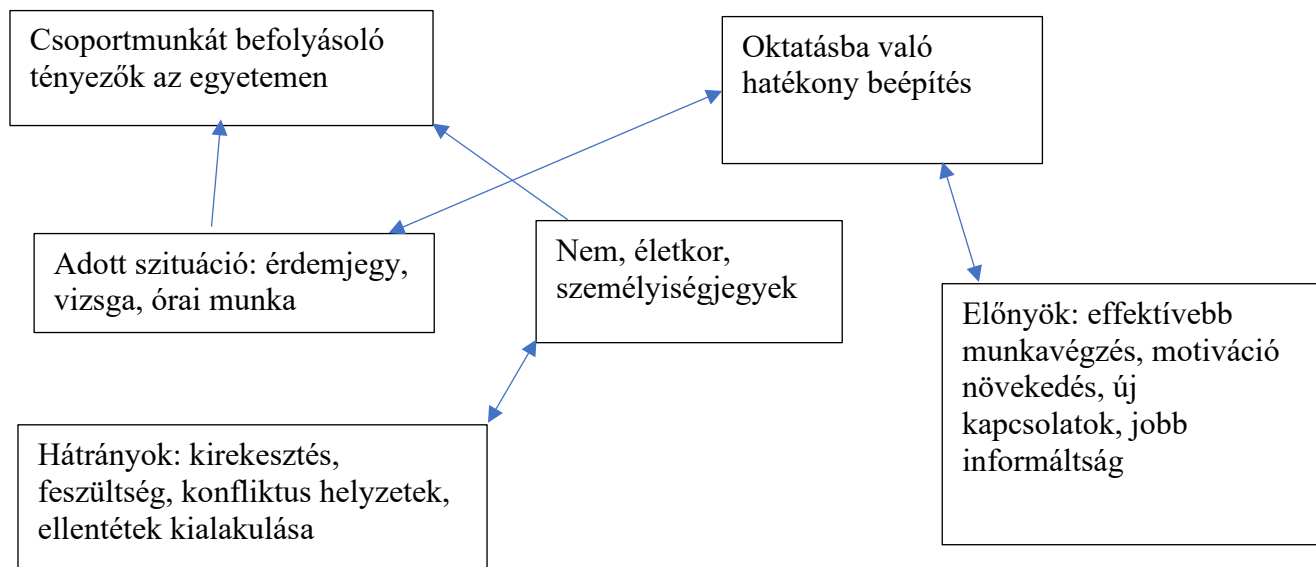 Csoportmunkát befolyásoló
tényezők az egyetemen
Oktatásba való
hatékony beépítés
Adott szituáció: érdemjegy,
vizsga, órai munka
Nem, életkor,
személyiségjegyek
Előnyök: effektívebb
munkavégzés, motiváció
növekedés, új
kapcsolatok, jobb
informáltság
Hátrányok: kirekesztés,
feszültség, konfliktus helyzetek,
ellentétek kialakulása